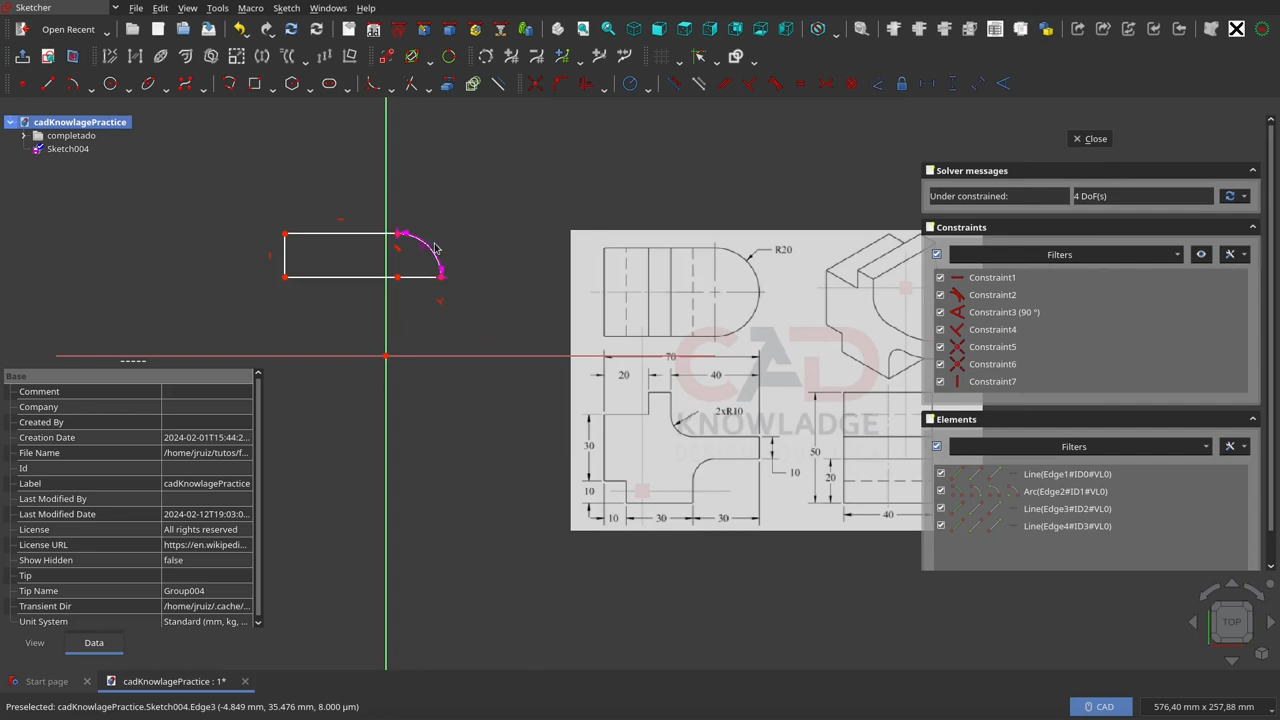 Sketcher File Edit View Tools Macro Sketch Windows Help
Open Recent
cadKnowlagePractice
completado
Sketch004
Close
Solver messages
Under constrained: 4 DoF(s)
Constraints
Filters
Constraint1
Constraint2
Constraint3 (90 °)
Constraint4
Constraint5
Constraint6
Constraint7
Elements
Filters
Line(Edge1#ID0#VL0)
Arc(Edge2#ID1#VL0)
Line(Edge3#ID2#VL0)
Line(Edge4#ID3#VL0)
R20
70
20 40
2xR10
30
10
10
10 30 30
50
20
40
CAD
KNOWLADGE
Base
Comment
Company
Created By
Creation Date 2024-02-01T15:44:2...
File Name /home/jruiz/tutos/f...
Id
Label cadKnowlagePractice
Last Modified By
Last Modified Date 2024-02-12T19:03:0...
License All rights reserved
License URL https://en.wikipedi...
Show Hidden false
Tip
Tip Name Group004
Transient Dir /home/jruiz/.cache/...
Unit System Standard (mm, kg, ...
View Data
TOP
Start page cadKnowlagePractice : 1*
Preselected: cadKnowlagePractice.Sketch004.Edge3 (-4.849 mm, 35.476 mm, 8.000 µm)
CAD 576,40 mm x 257,88 mm